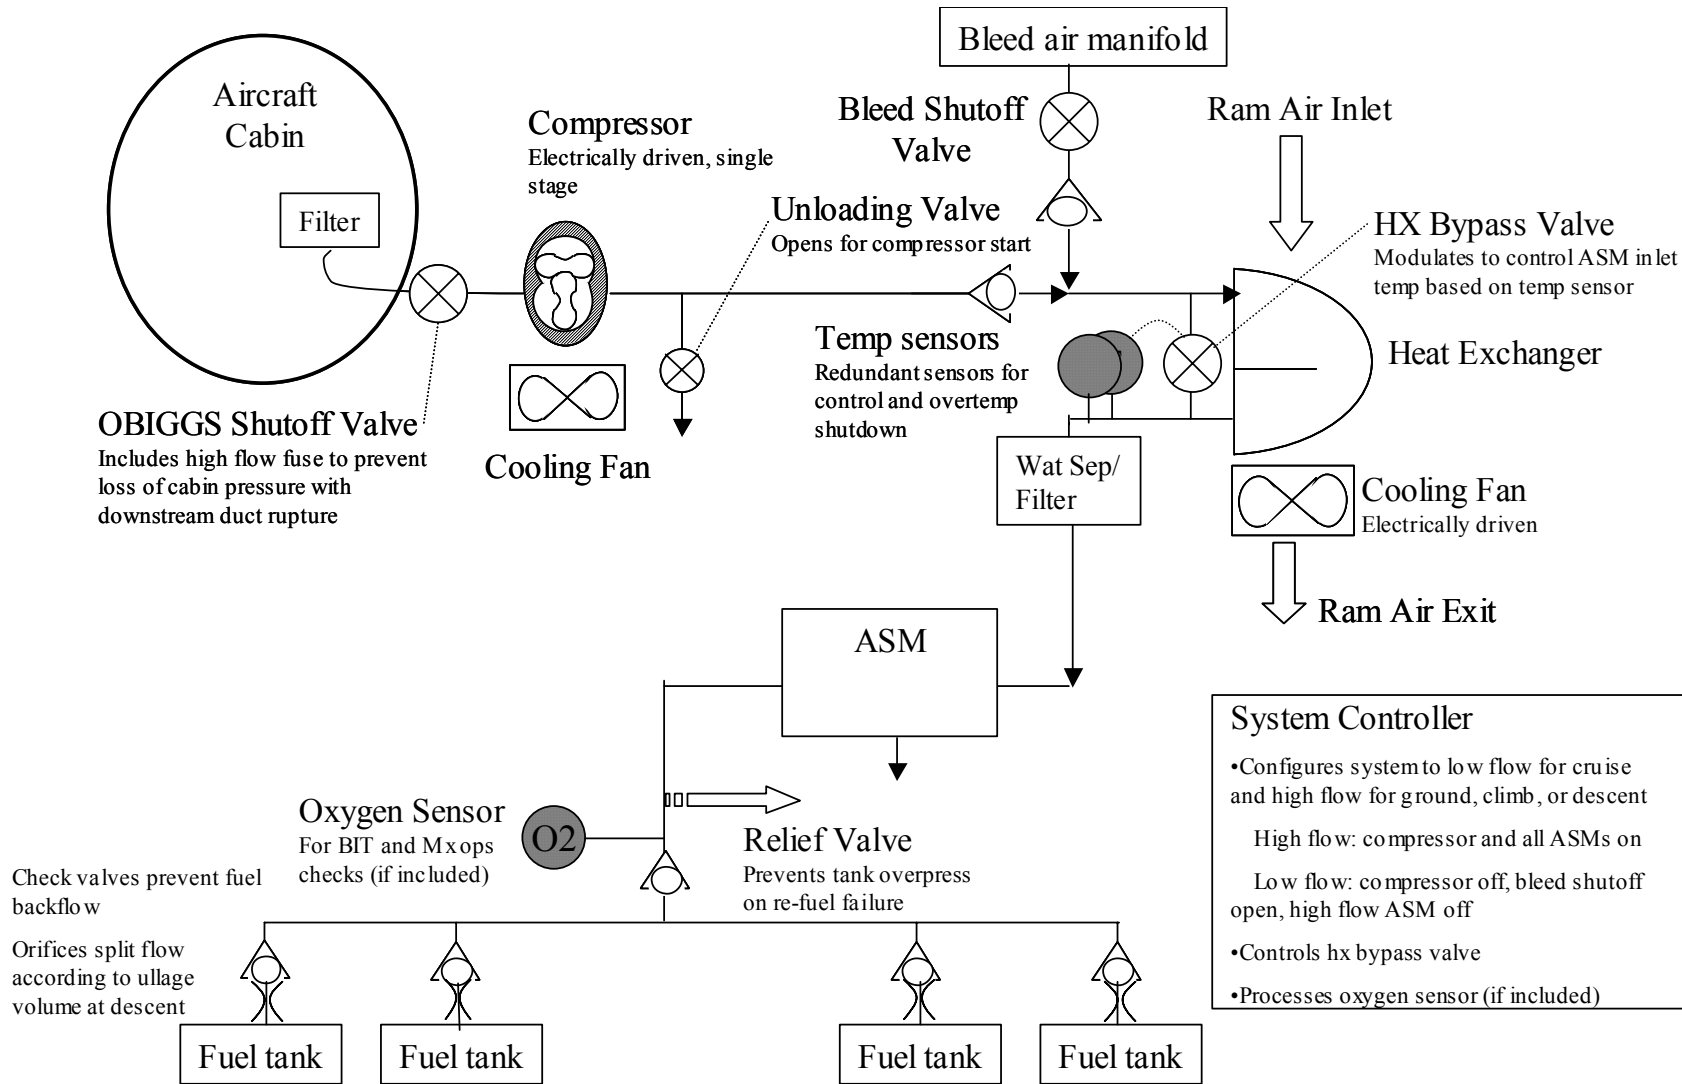 Bleed air manifold
Aircraft
Cabin
Filter
Compressor
Electrically driven, single
stage
Bleed Shutoff
Valve
Ram Air Inlet
Unloading Valve
Opens for compressor start
HX Bypass Valve
Modulates to control ASM inlet
temp based on temp sensor
Temp sensors
Redundant sensors for
control and overtemp
shutdown
Heat Exchanger
OBIGGS Shutoff Valve
Includes high flow fuse to prevent
loss of cabin pressure with
downstream duct rupture
Cooling Fan
Wat Sep/
Filter
Cooling Fan
Electrically driven
Ram Air Exit
ASM
System Controller
•Configures system to low flow for cruise
and high flow for ground, climb, or descent
High flow: compressor and all ASMs on
Low flow: compressor off, bleed shutoff
open, high flow ASM off
•Controls hx bypass valve
•Processes oxygen sensor (if included)
Oxygen Sensor
For BIT and Mx ops
checks (if included)
O2
Relief Valve
Prevents tank overpress
on re-fuel failure
Check valves prevent fuel
backflow
Orifices split flow
according to ullage
volume at descent
Fuel tank
Fuel tank
Fuel tank
Fuel tank